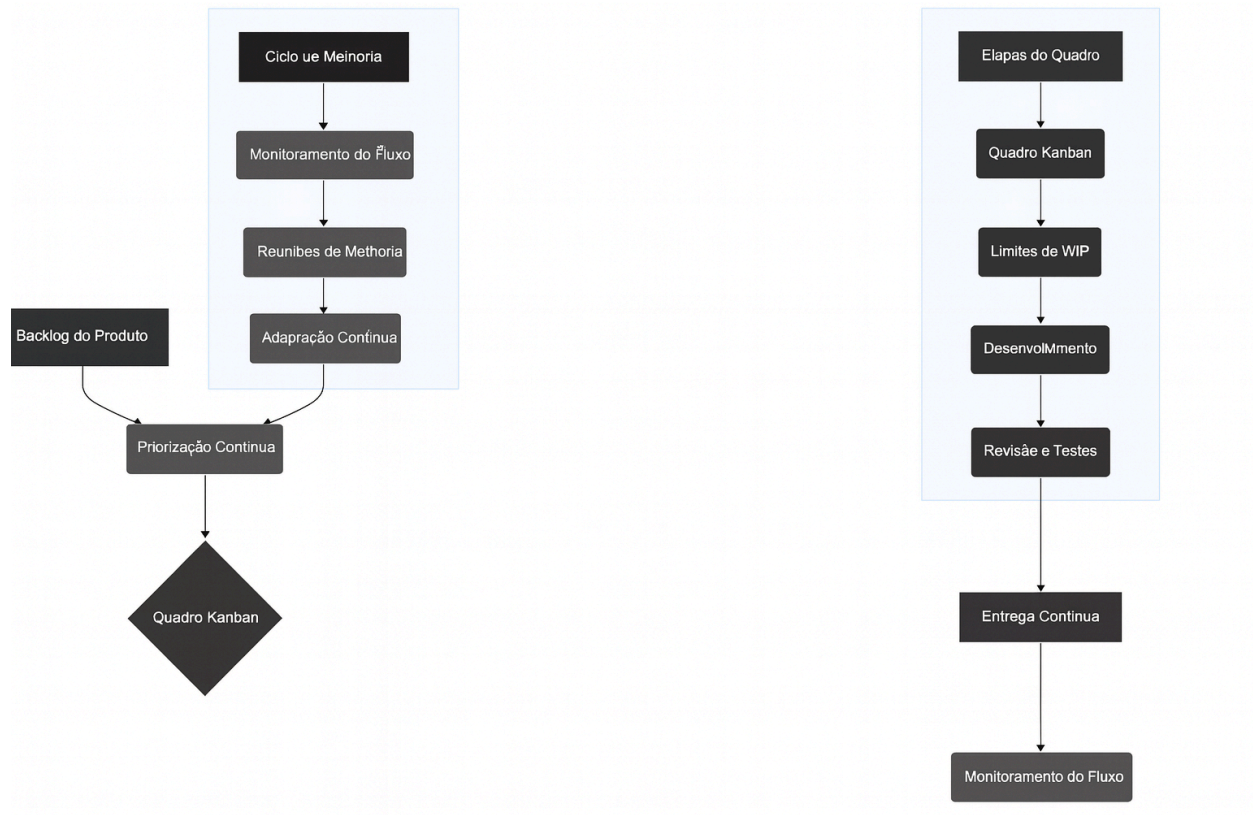 Ciclo ue Meinoria
Monitoramento do Fluxo
Reunibes de Methoria
Adapração Contínua
Backlog do Produto
Priorização Continua
Quadro Kanban
Elapas do Quadro
Quadro Kanban
Limites de WIP
DesenvolMmento
Revisâe e Testes
Entrega Continua
Monitoramento do Fluxo